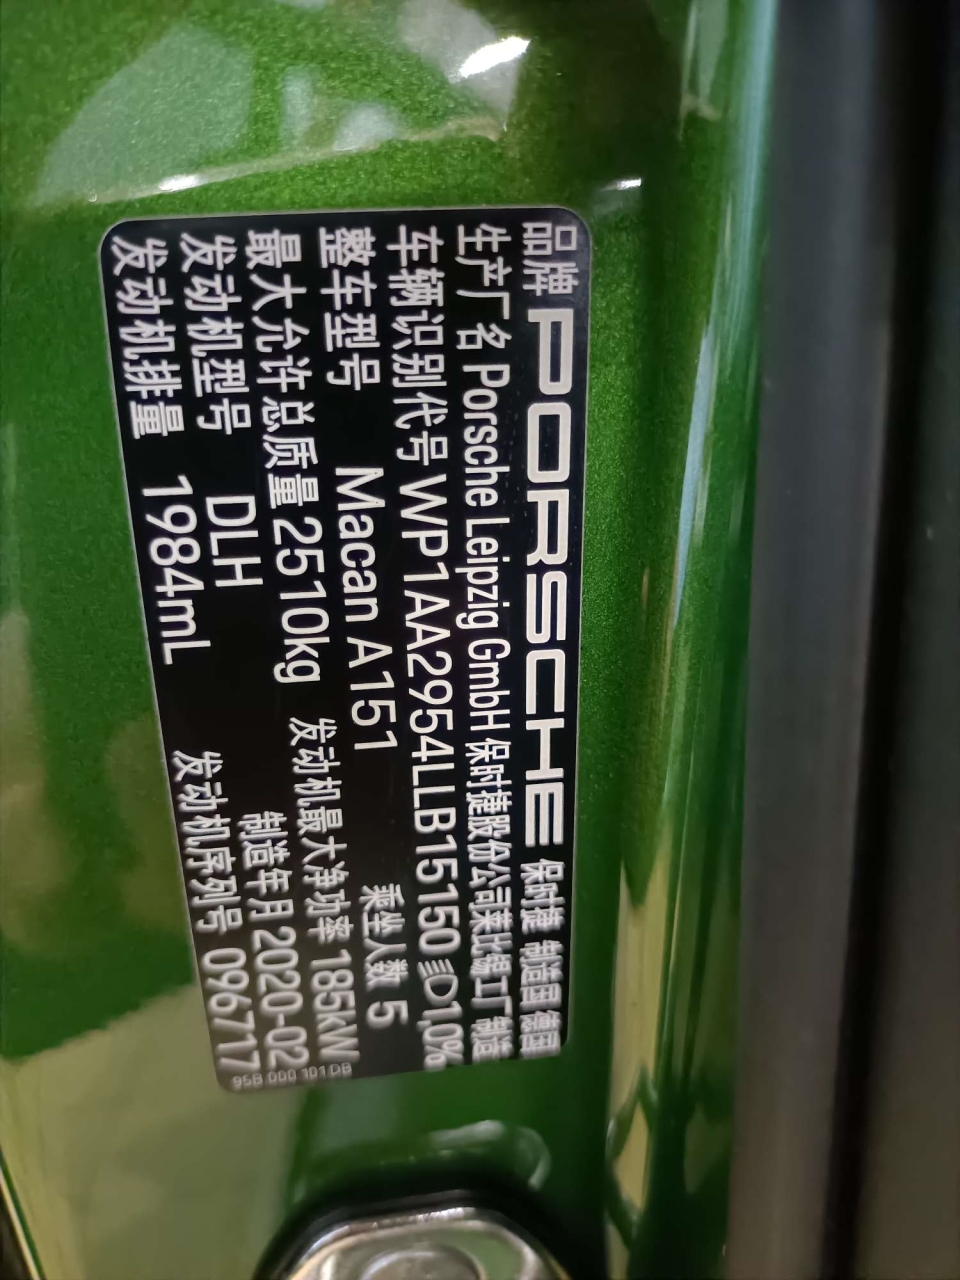 品牌 PORSCHE 保时捷 制造国 德国
生产厂名 Porsche Leipzig GmbH 保时捷股份公司莱比锡工厂 制造
车辆识别代号 WP1AA2954LLB15150 1,0%
整车型号 Macan A151 乘坐人数 5
最大允许总质量 2510kg 发动机最大净功率 185kW
发动机型号 DLH 制造年月 2020-02
发动机排量 1984mL 发动机序列号 096717
95B 000 101 DB